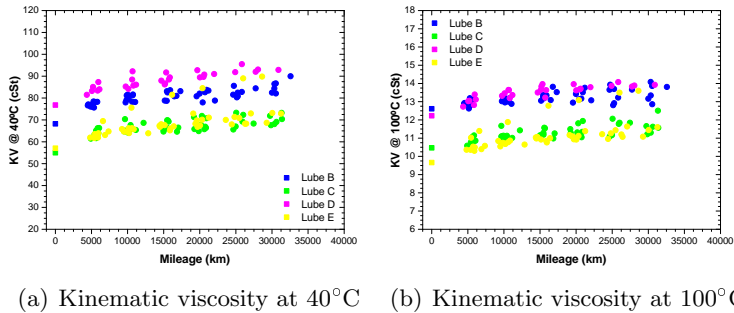 120
110
100
90
80
70
60
50
40
30
20
KV @ 40ºC (cSt)
0 5000 10000 15000 20000 25000 30000 35000 40000
Mileage (km)
Lube B
Lube C
Lube D
Lube E
18
17
16
15
14
13
12
11
10
9
8
7
6
KV @ 100ºC (cSt)
0 5000 10000 15000 20000 25000 30000 35000 40000
Mileage (km)
Lube B
Lube C
Lube D
Lube E
(a) Kinematic viscosity at 40°C (b) Kinematic viscosity at 100°C